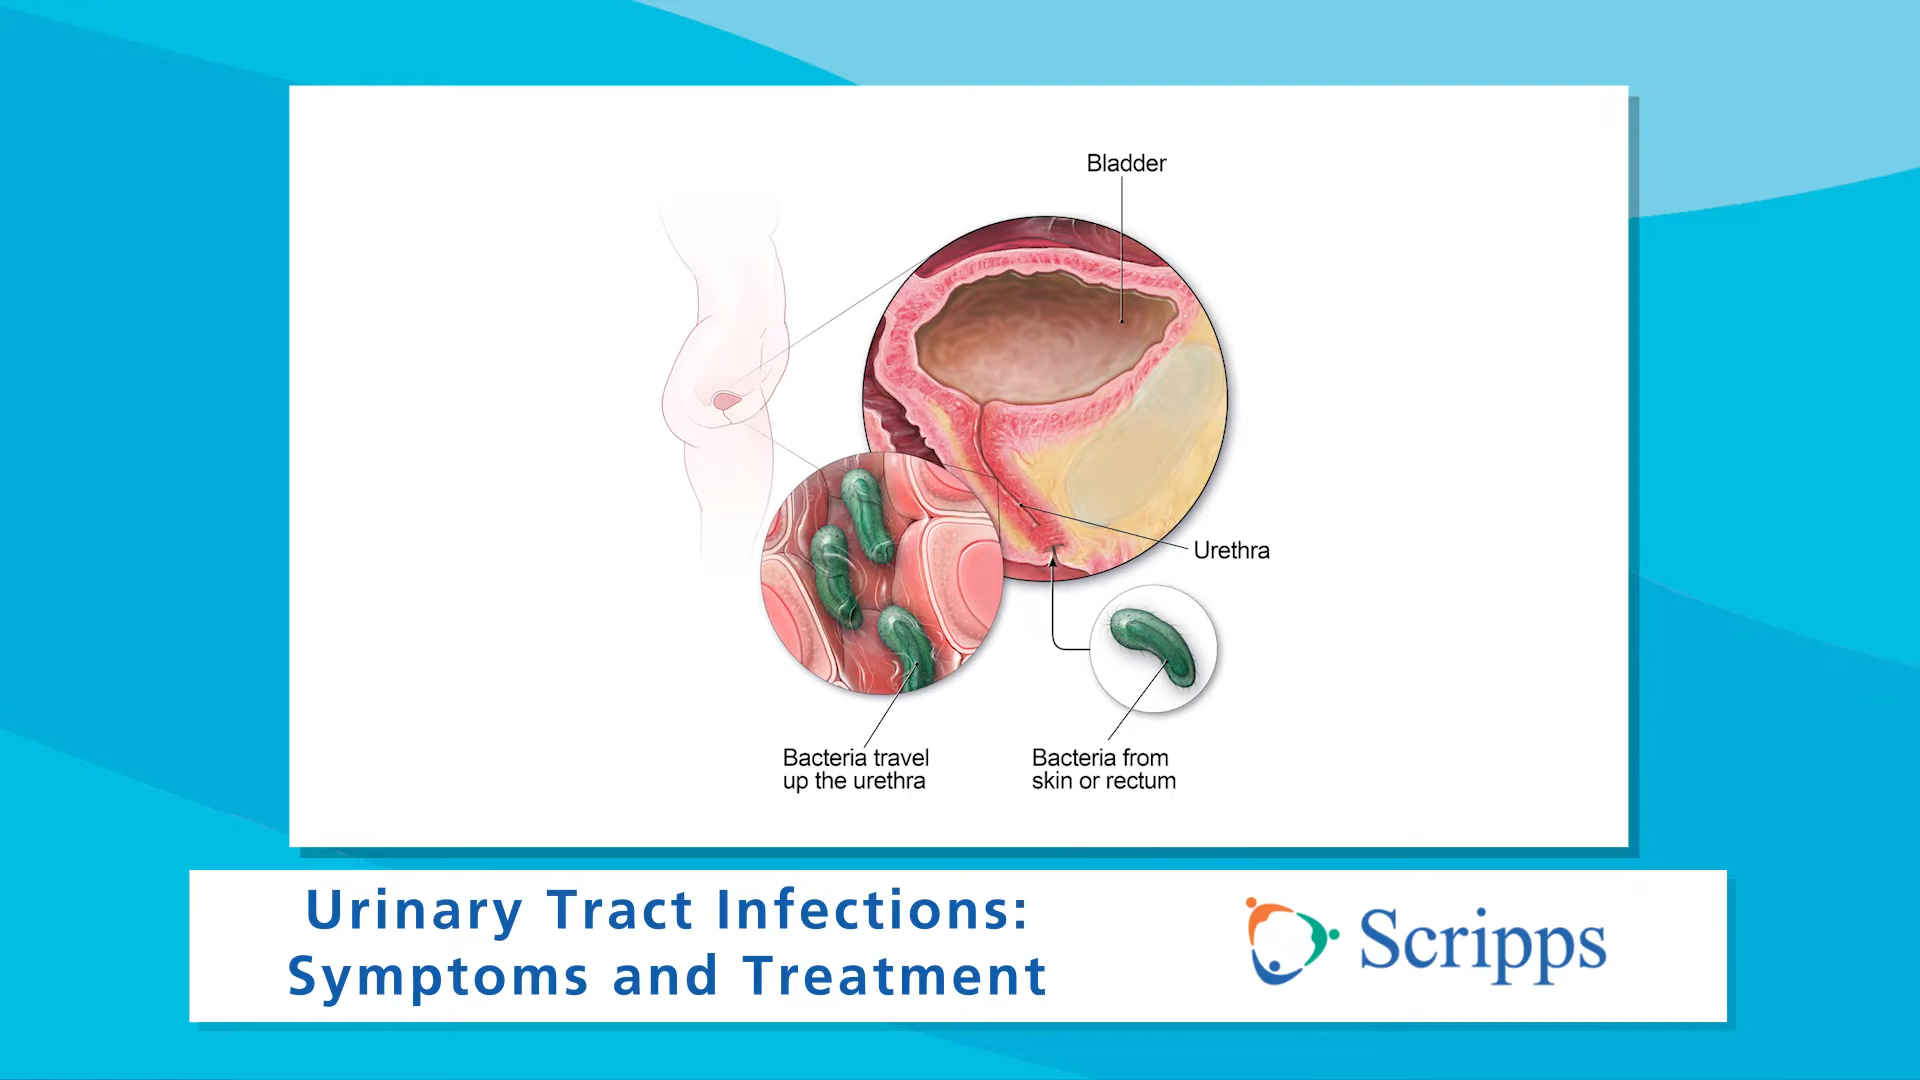 Bladder
Urethra
Bacteria travel
up the urethra
Bacteria from
skin or rectum
Urinary Tract Infections:
Symptoms and Treatment
Scripps